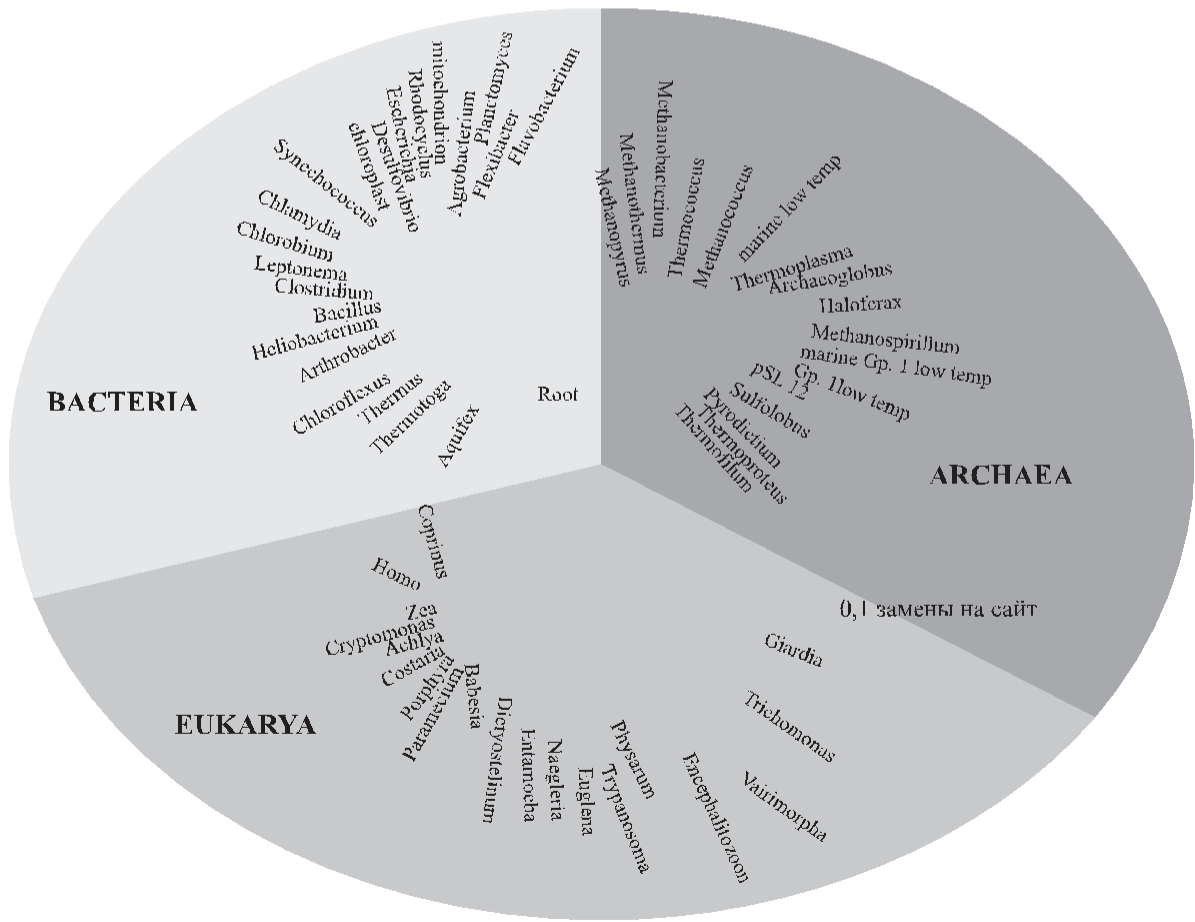 mitochondrion
Rhodocyclus
Escherichia
Desulfovibrio
chloroplast
Synechococcus
Agrobacterium
Planctomyces
Flexibacter
Flavobacterium
Chlamydia
Chlorobium
Leptonema
Clostridium
Bacillus
Heliobacterium
Arthrobacter
Chloroflexus
Thermus
Thermotoga
Aquifex
BACTERIA
Root
Methanopyrus
Methanothermus
Methanobacterium
Thermococcus
Methanococcus
marine low temp
Thermoplasma
Archaeoglobus
Haloferax
Methanospirillum
marine Gp. 1 low temp
Gp. 1low temp
pSL 12
Sulfolobus
Pyrodictium
Thermoproteus
Thermofilum
ARCHAEA
0,1 замены на сайт
Coprinus
Homo
Zea
Cryptomonas
Achlya
Costaria
Porphyra
Paramecium
Babesia
Dicryostelinum
Entamocba
Naegleria
Euglena
Trypanosoma
Physarum
Encephalitozoon
Vairimorpha
Trichomonas
Giardia
EUKARYA